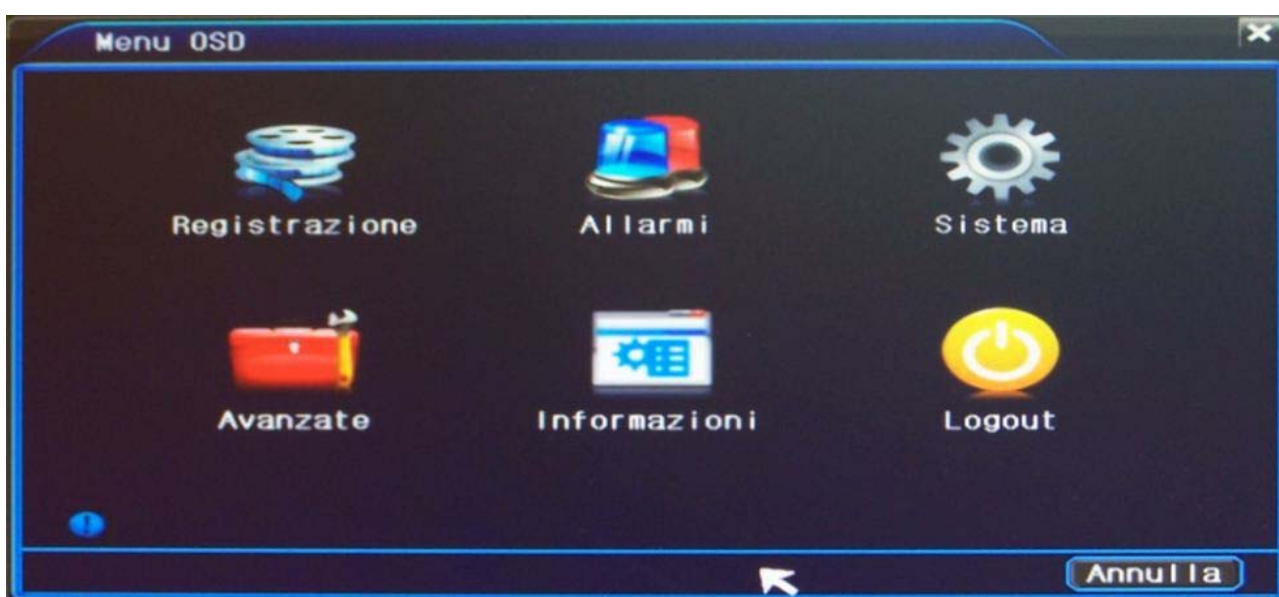 Menu OSD
Registrazione Allarmi Sistema
Avanzate Informazioni Logout
Annulla